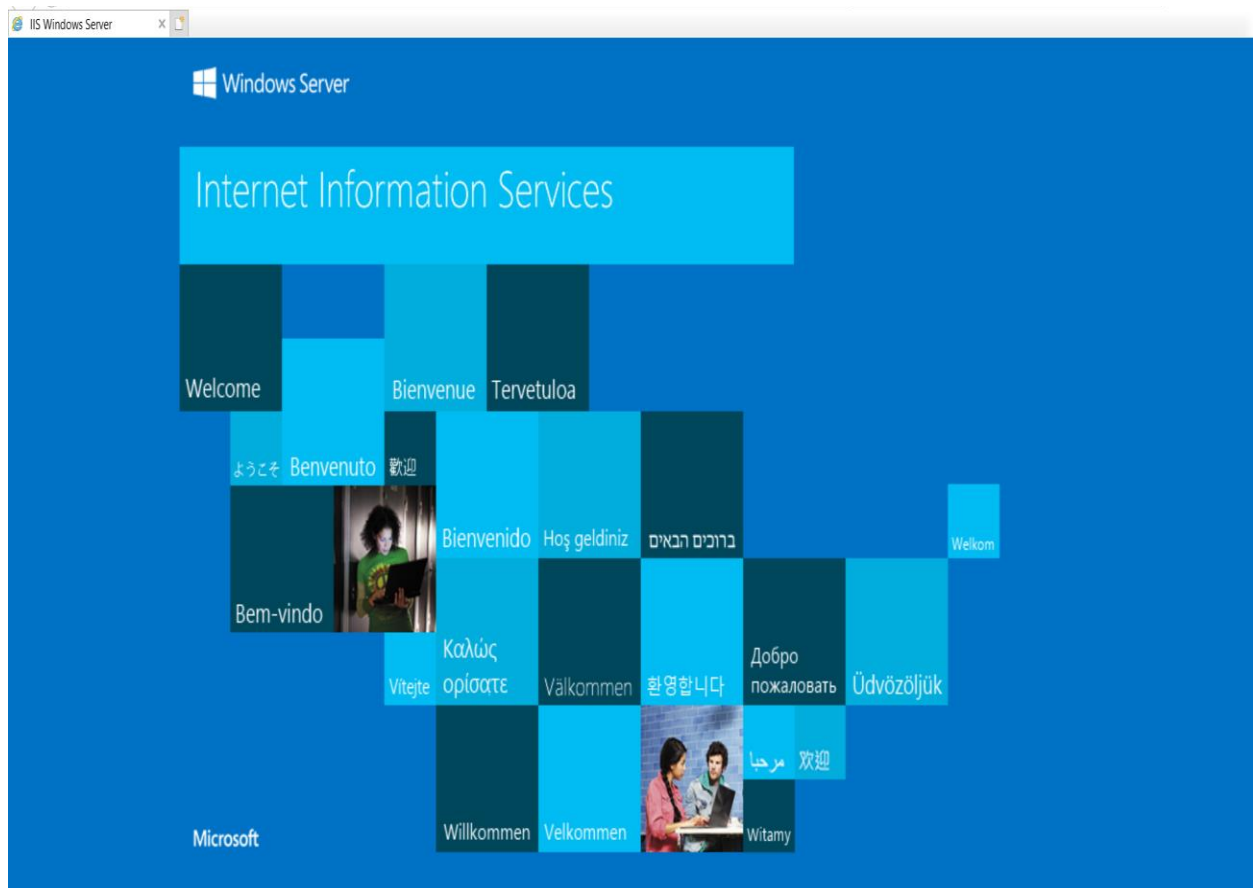 IIS Windows Server
Windows Server
Internet Information Services
Welcome
Bienvenue
Tervetuloa
ようこそ
Benvenuto
歡迎
Bienvenido
Hoş geldiniz
ברוכים הבאים
Welkom
Bem-vindo
Vítejte
Καλώς
ορίσατε
Välkommen
환영합니다
Добро
пожаловать
Üdvözöljük
مرحبا
欢迎
Willkommen
Velkommen
Witamy
Microsoft